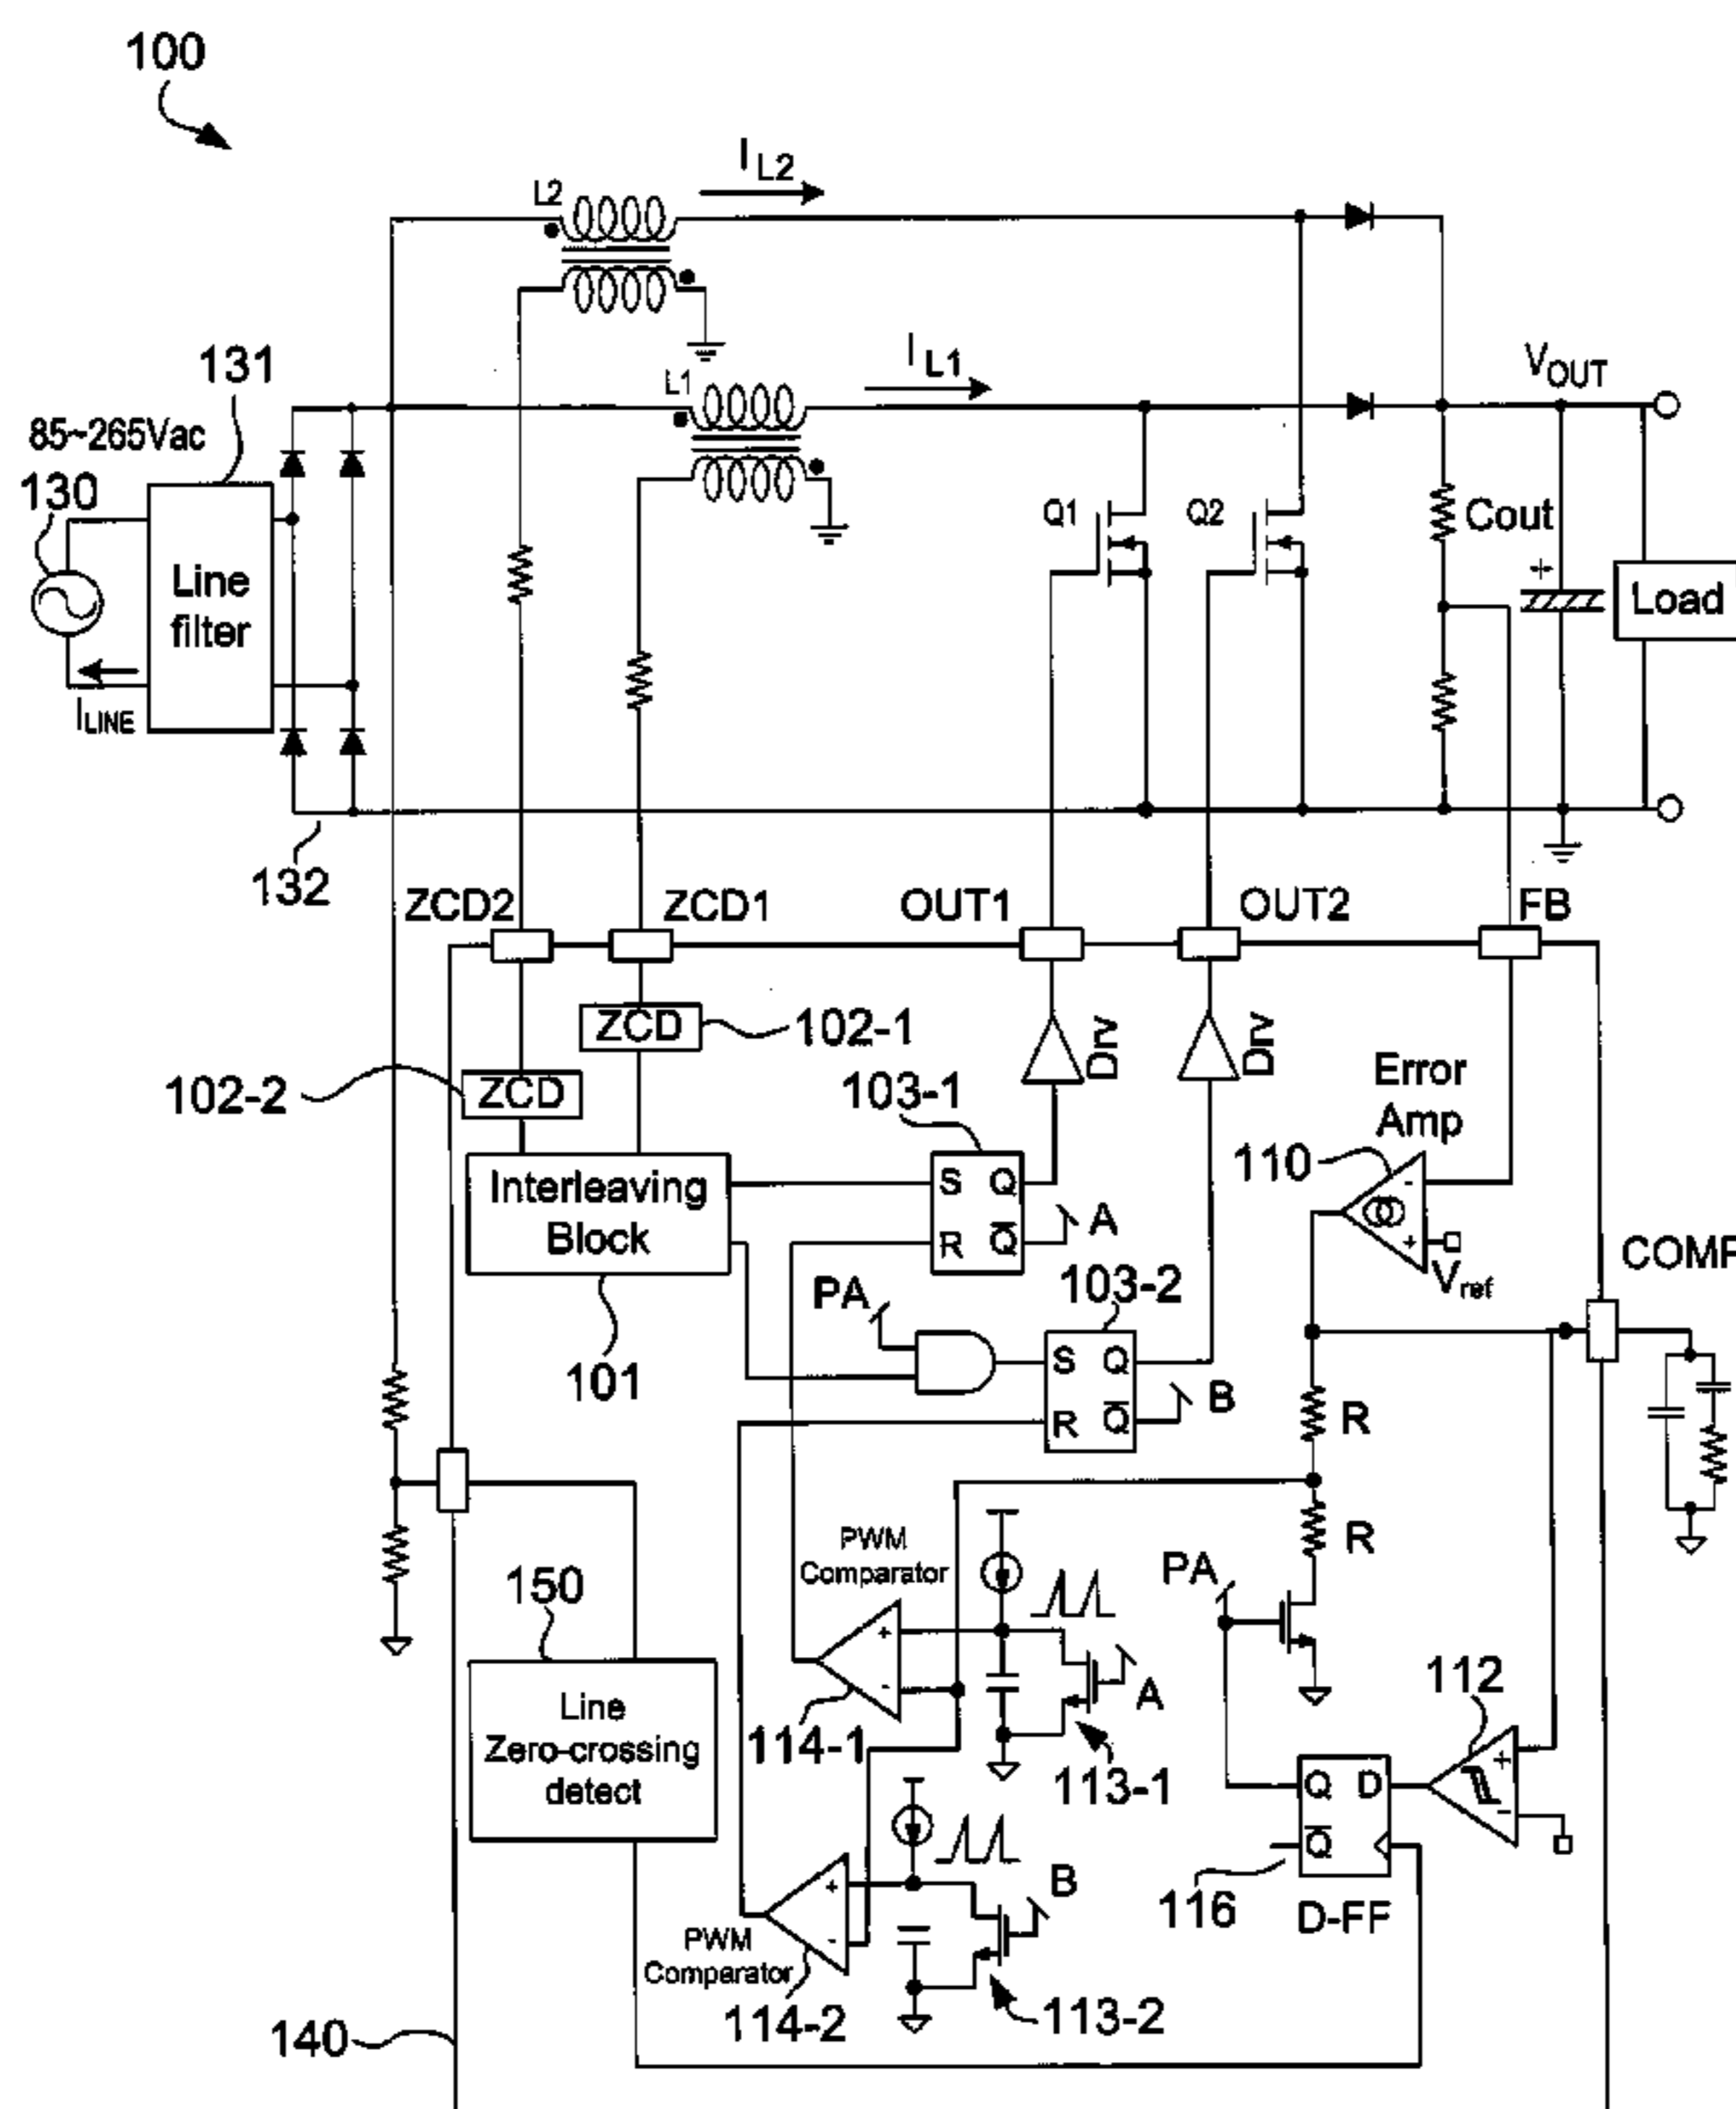 100
I L2
L2
131
I L1
L1
VOUT
85~265Vac
130
Q1
Q2
Cout
+
Line
filter
Load
ILINE
132
ZCD2
ZCD1
OUT1
OUT2
FB
ZCD
102-1
Drv
Drv
102-2
ZCD
103-1
Error
Amp
110
-
+
Vref
Interleaving
Block
S Q
R Q̅
A
COMP
101
PA
103-2
S Q
R Q̅
B
R
R
PWM
Comparator
PA
150
+
-
A
112
Line
Zero-crossing
detect
114-1
113-1
+
-
Q D
Q̅
116
D-FF
B
+
-
PWM
Comparator
114-2
113-2
140